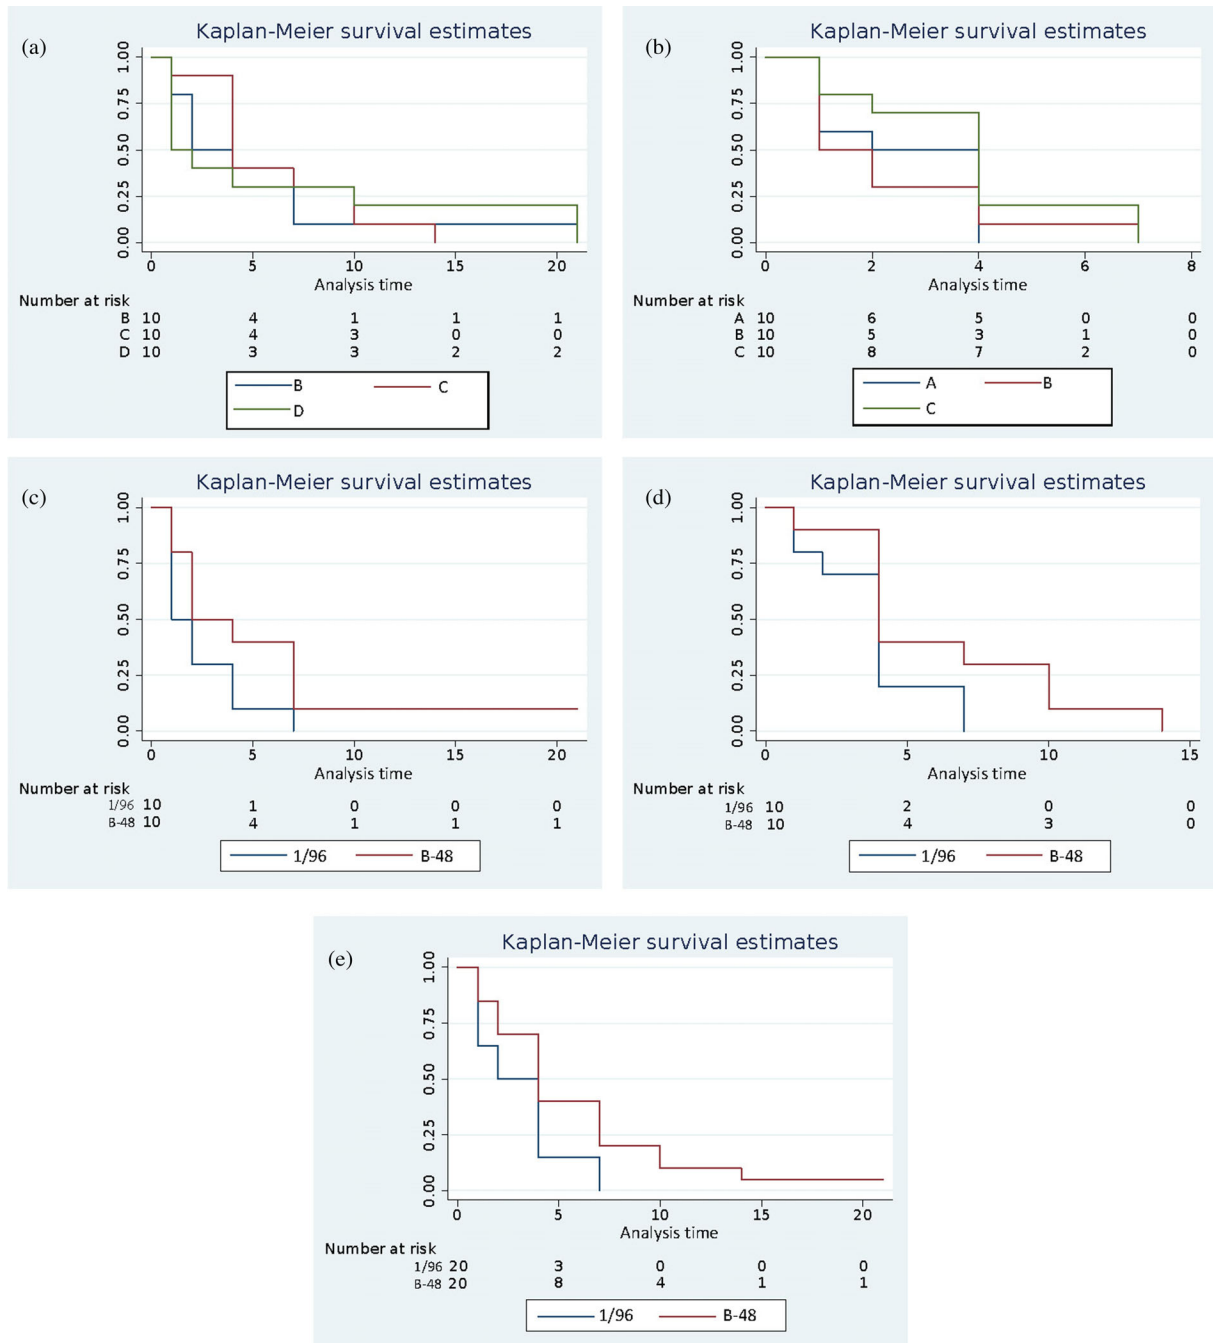 (a)
Kaplan-Meier survival estimates
1.00
0.75
0.50
0.25
0.00
0 5 10 15 20
Analysis time
Number at risk
B 10 4 1 1 1
C 10 4 3 0 0
D 10 3 3 2 2
B C
D
(b)
Kaplan-Meier survival estimates
1.00
0.75
0.50
0.25
0.00
0 2 4 6 8
Analysis time
Number at risk
A 10 6 5 0 0
B 10 5 3 1 0
C 10 8 7 2 0
A B
C
(c)
Kaplan-Meier survival estimates
1.00
0.75
0.50
0.25
0.00
0 5 10 15 20
Analysis time
Number at risk
1/96 10 1 0 0 0
B-48 10 4 1 1 1
1/96 B-48
(d)
Kaplan-Meier survival estimates
1.00
0.75
0.50
0.25
0.00
0 5 10 15
Analysis time
Number at risk
1/96 10 2 0 0
B-48 10 4 3 0
1/96 B-48
(e)
Kaplan-Meier survival estimates
1.00
0.75
0.50
0.25
0.00
0 5 10 15 20
Analysis time
Number at risk
1/96 20 3 0 0 0
B-48 20 8 4 1 1
1/96 B-48